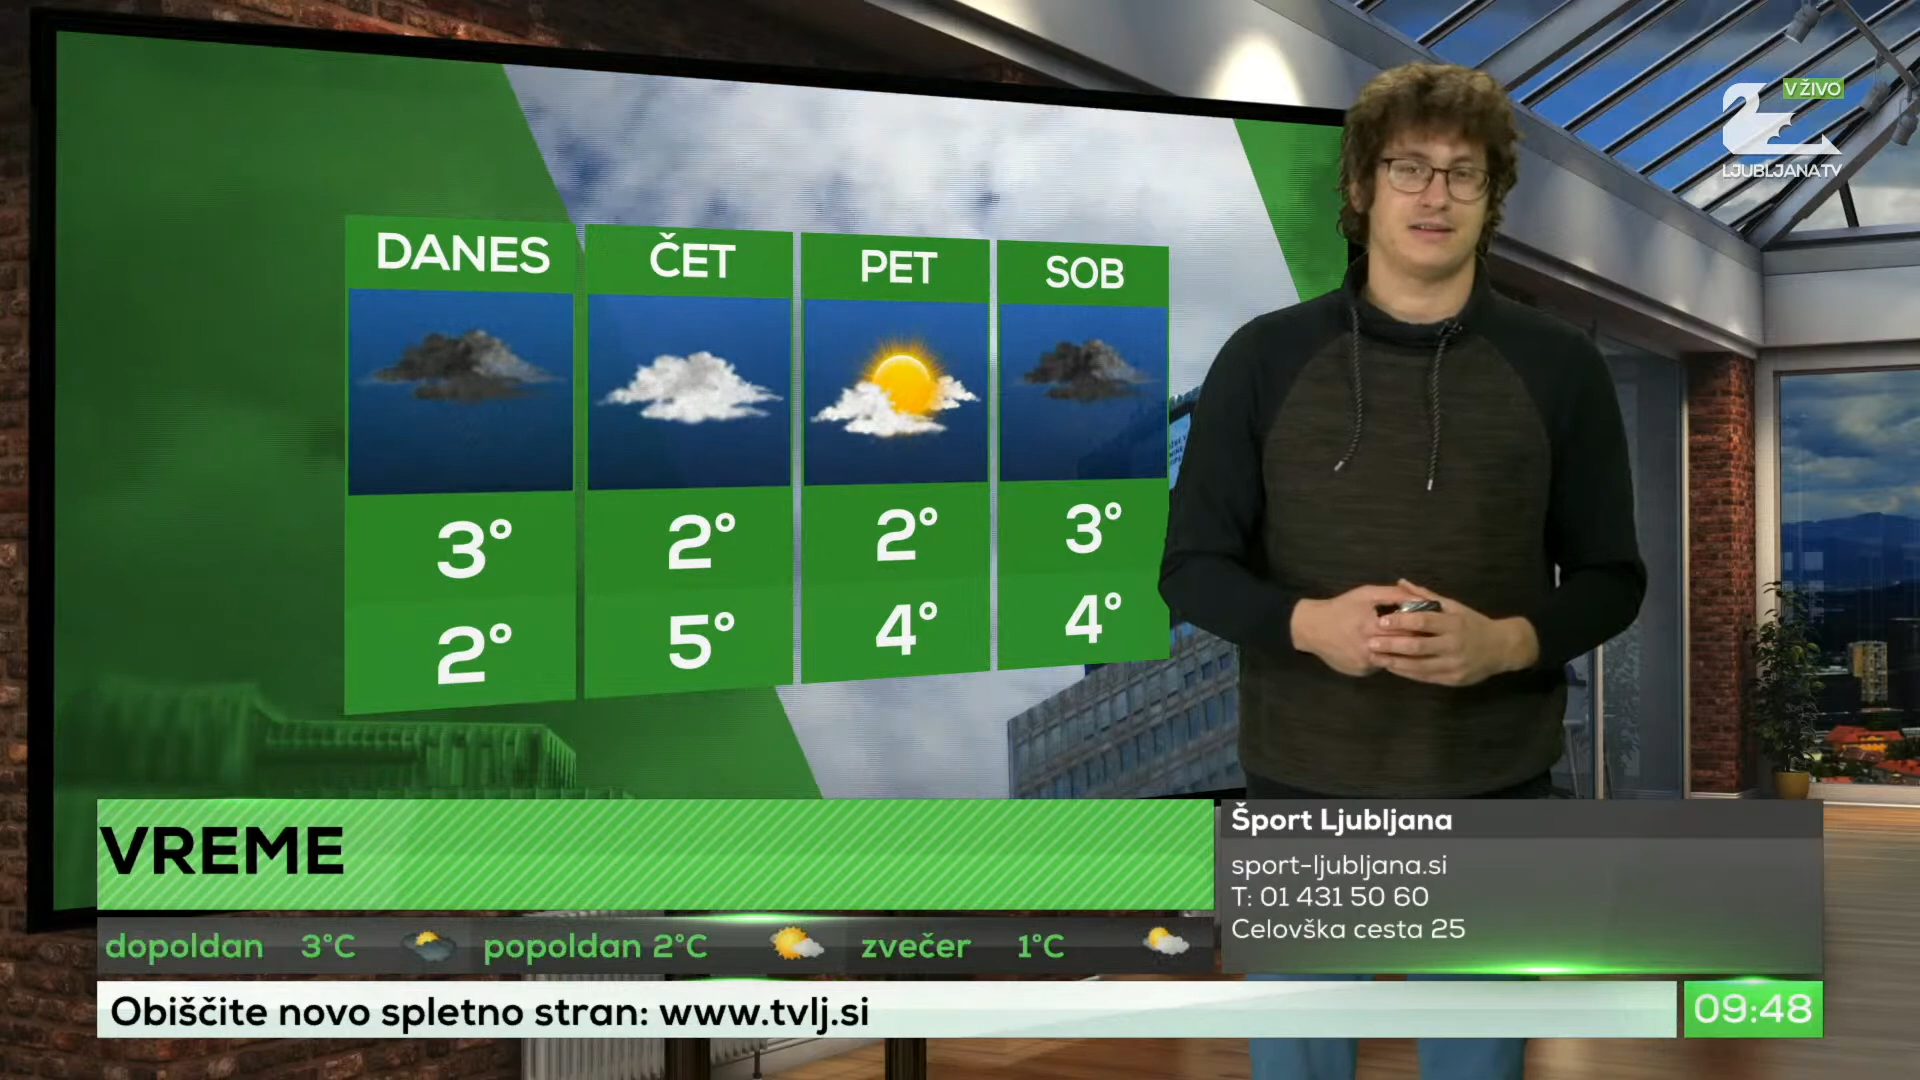 V ŽIVO
LJUBLJANATV
DANES
ČET
PET
SOB
3°
2°
2°
3°
2°
5°
4°
4°
VREME
Šport Ljubljana
sport-ljubljana.si
T: 01 431 50 60
Celovška cesta 25
dopoldan 3°C popoldan 2°C zvečer 1°C
Obiščite novo spletno stran: www.tvlj.si
09:48